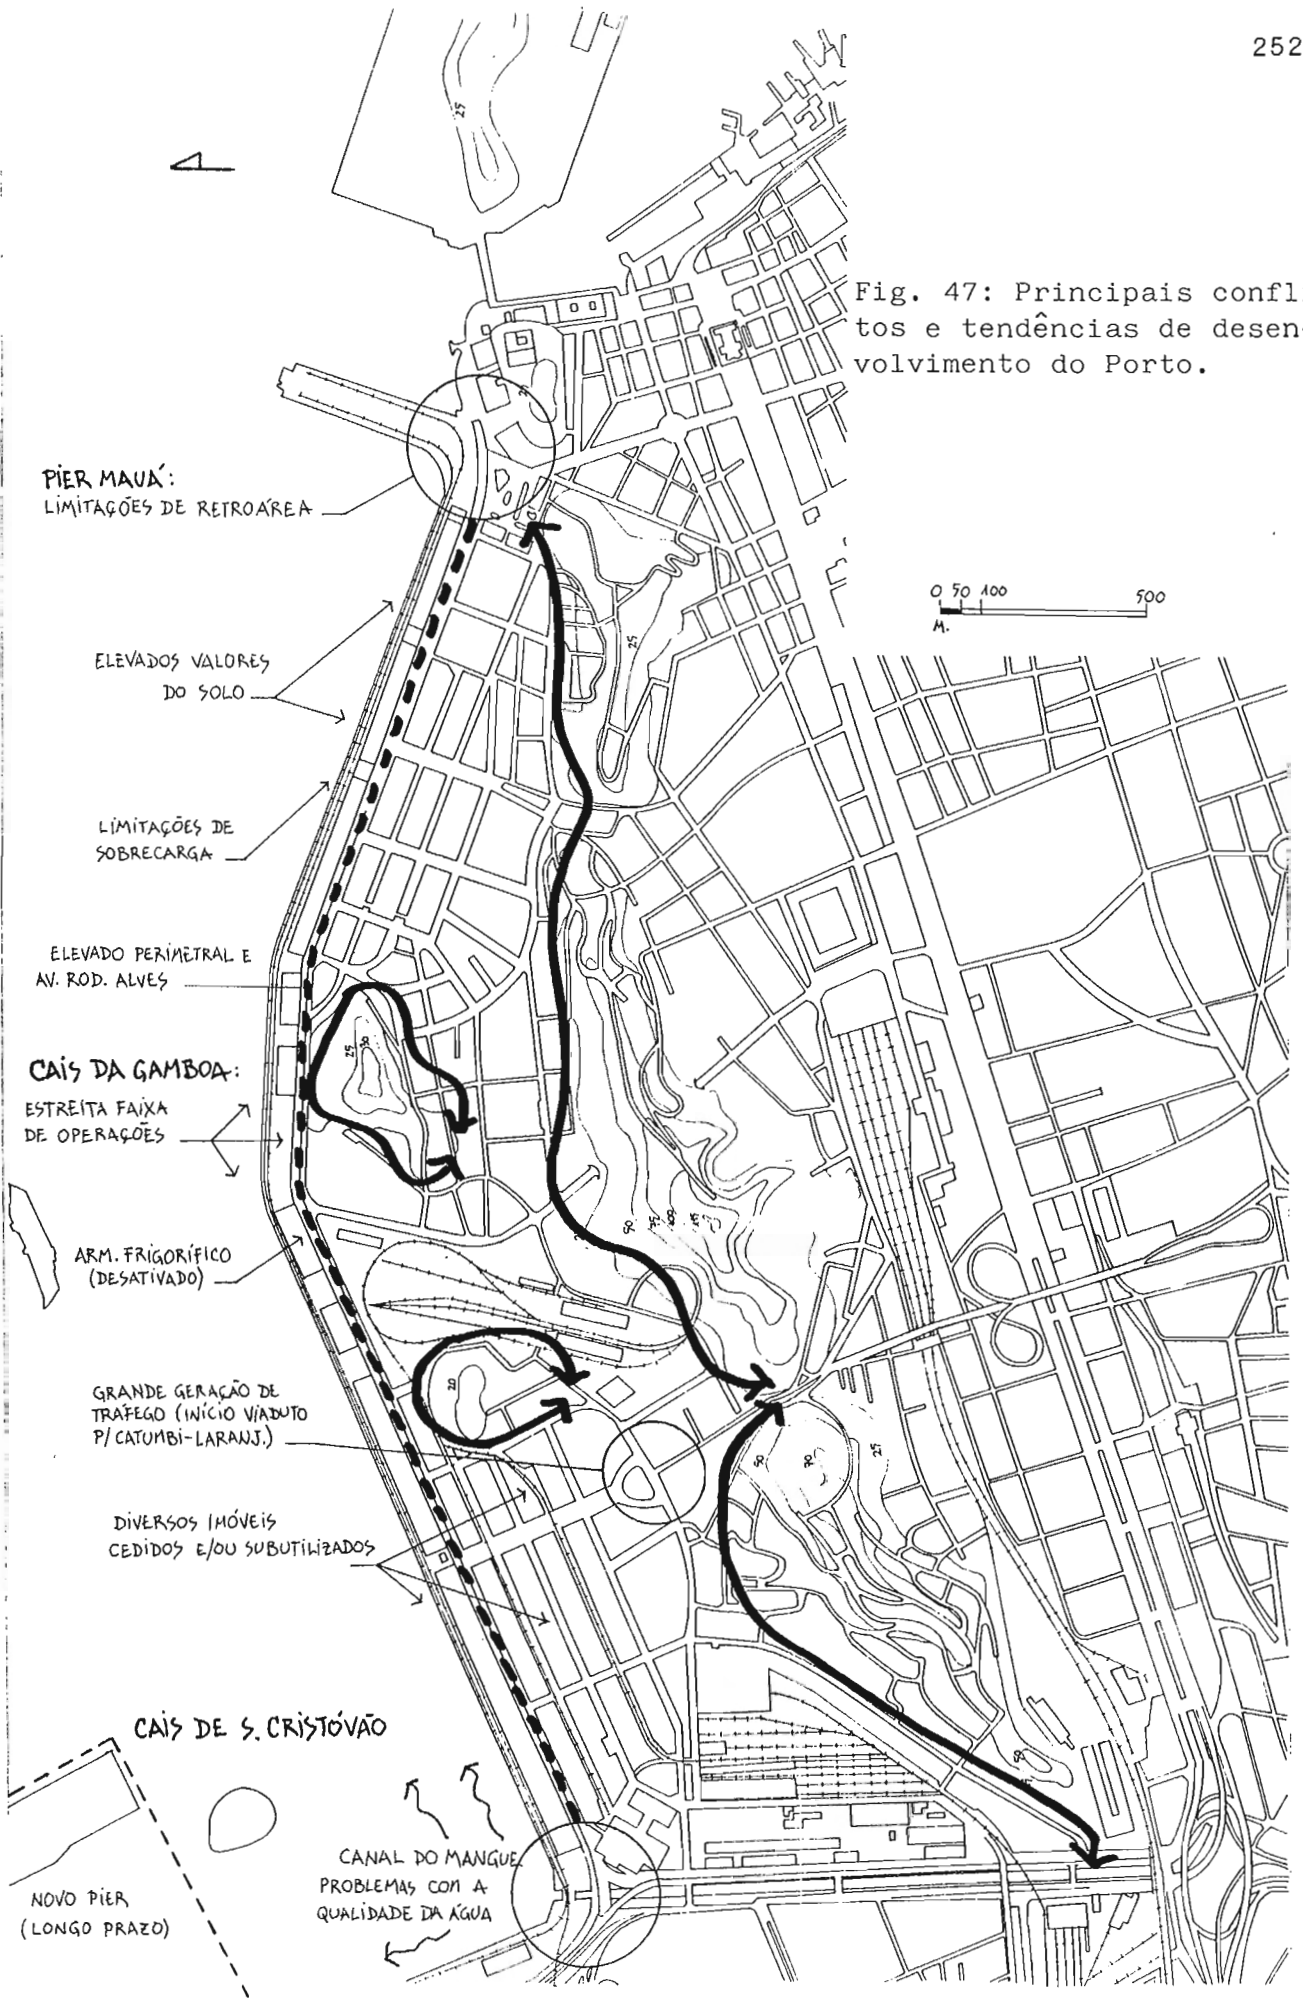 252
Fig. 47: Principais confl
tos e tendências de desen
volvimento do Porto.
PIER MAUÁ:
LIMITAÇÕES DE RETROÁREA
0 50 100 500
M.
ELEVADOS VALORES
DO SOLO
LIMITAÇÕES DE
SOBRECARGA
ELEVADO PERIMETRAL E
AV. ROD. ALVES
CAIS DA GAMBOA:
ESTREITA FAIXA
DE OPERAÇÕES
ARM. FRIGORÍFICO
(DESATIVADO)
GRANDE GERAÇÃO DE
TRÁFEGO (INÍCIO VIADUTO
P/ CATUMBI-LARANJ.)
DIVERSOS IMÓVEIS
CEDIDOS E/OU SUBUTILIZADOS
CAIS DE S. CRISTÓVÃO
CANAL DO MANGUE
PROBLEMAS COM A
QUALIDADE DA ÁGUA
NOVO PIER
(LONGO PRAZO)
25
25
25
50
20
50
25
50